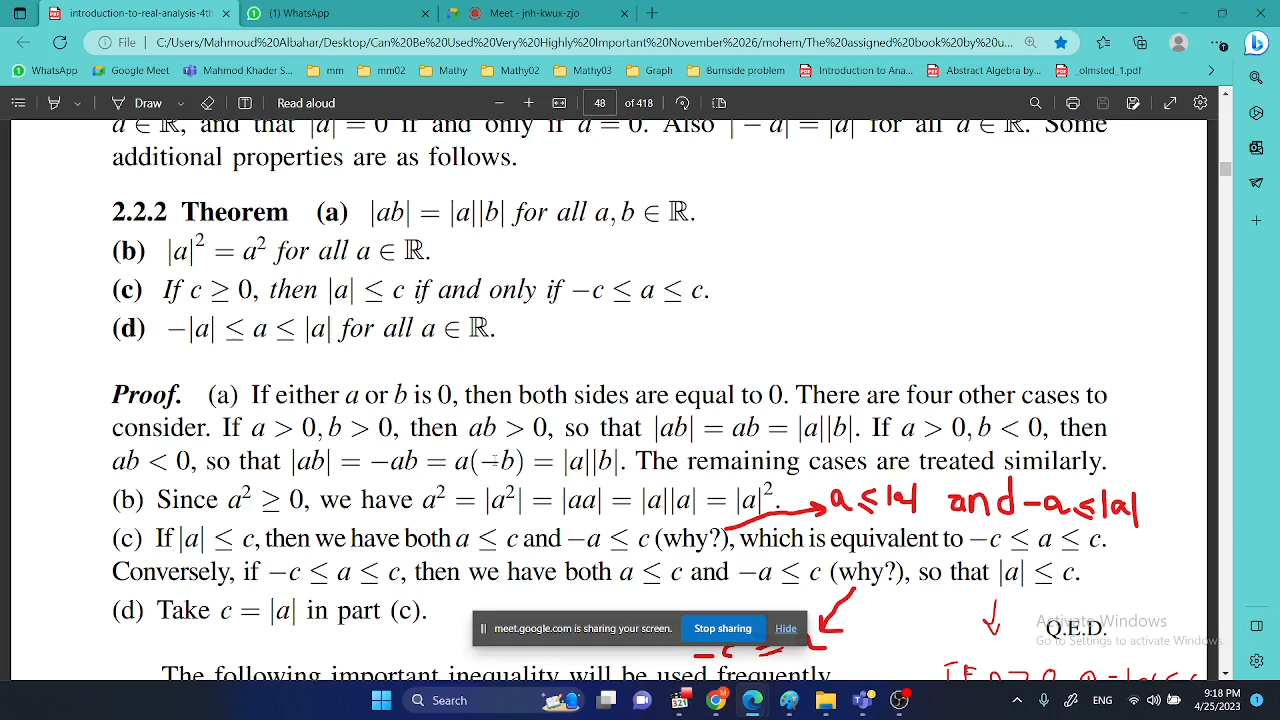 introduction-to-real-analysis-4th
(1) WhatsApp
Meet - jnh-kwux-zjo
File
C:/Users/Mahmoud%20Albahar/Desktop/Can%20Be%20Used%20Very%20Highly%20Important%20November%2026/mohem/The%20assigned%20book%20by%20u...
WhatsApp Google Meet Mahmod Khader S... mm mm02 Mathy Mathy02 Mathy03 Graph Burnside problem Introduction to Ana... Abstract Algebra by... _olmsted_1.pdf
Draw Read aloud 48 of 418
a ∈ ℝ, and that |a| = 0 if and only if a = 0. Also |−a| = |a| for all a ∈ ℝ. Some
additional properties are as follows.
2.2.2 Theorem (a) |ab| = |a||b| for all a, b ∈ ℝ.
(b) |a|² = a² for all a ∈ ℝ.
(c) If c ≥ 0, then |a| ≤ c if and only if −c ≤ a ≤ c.
(d) −|a| ≤ a ≤ |a| for all a ∈ ℝ.
Proof. (a) If either a or b is 0, then both sides are equal to 0. There are four other cases to
consider. If a > 0, b > 0, then ab > 0, so that |ab| = ab = |a||b|. If a > 0, b < 0, then
ab < 0, so that |ab| = −ab = a(−b) = |a||b|. The remaining cases are treated similarly.
(b) Since a² ≥ 0, we have a² = |a²| = |aa| = |a||a| = |a|².
a ≤ |a| and -a ≤ |a|
(c) If |a| ≤ c, then we have both a ≤ c and −a ≤ c (why?), which is equivalent to −c ≤ a ≤ c.
Conversely, if −c ≤ a ≤ c, then we have both a ≤ c and −a ≤ c (why?), so that |a| ≤ c.
(d) Take c = |a| in part (c).
Q.E.D.
meet.google.com is sharing your screen. Stop sharing Hide
Activate Windows
Go to Settings to activate Windows.
The following important inequality will be used frequently
Search
ENG
9:18 PM
4/25/2023